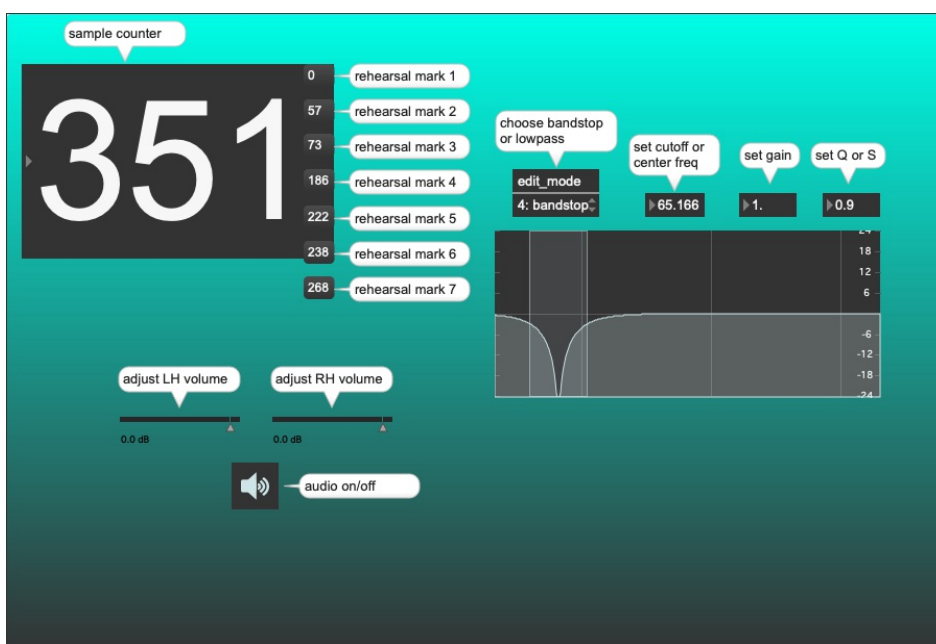 sample counter
351
0
rehearsal mark 1
57
rehearsal mark 2
73
rehearsal mark 3
186
rehearsal mark 4
222
rehearsal mark 5
238
rehearsal mark 6
268
rehearsal mark 7
choose bandstop
or lowpass
set cutoff or
center freq
set gain
set Q or S
edit_mode
4: bandstop
65.166
1.
0.9
24
18
12
6
-6
-12
-18
-24
adjust LH volume
adjust RH volume
0.0 dB
0.0 dB
audio on/off